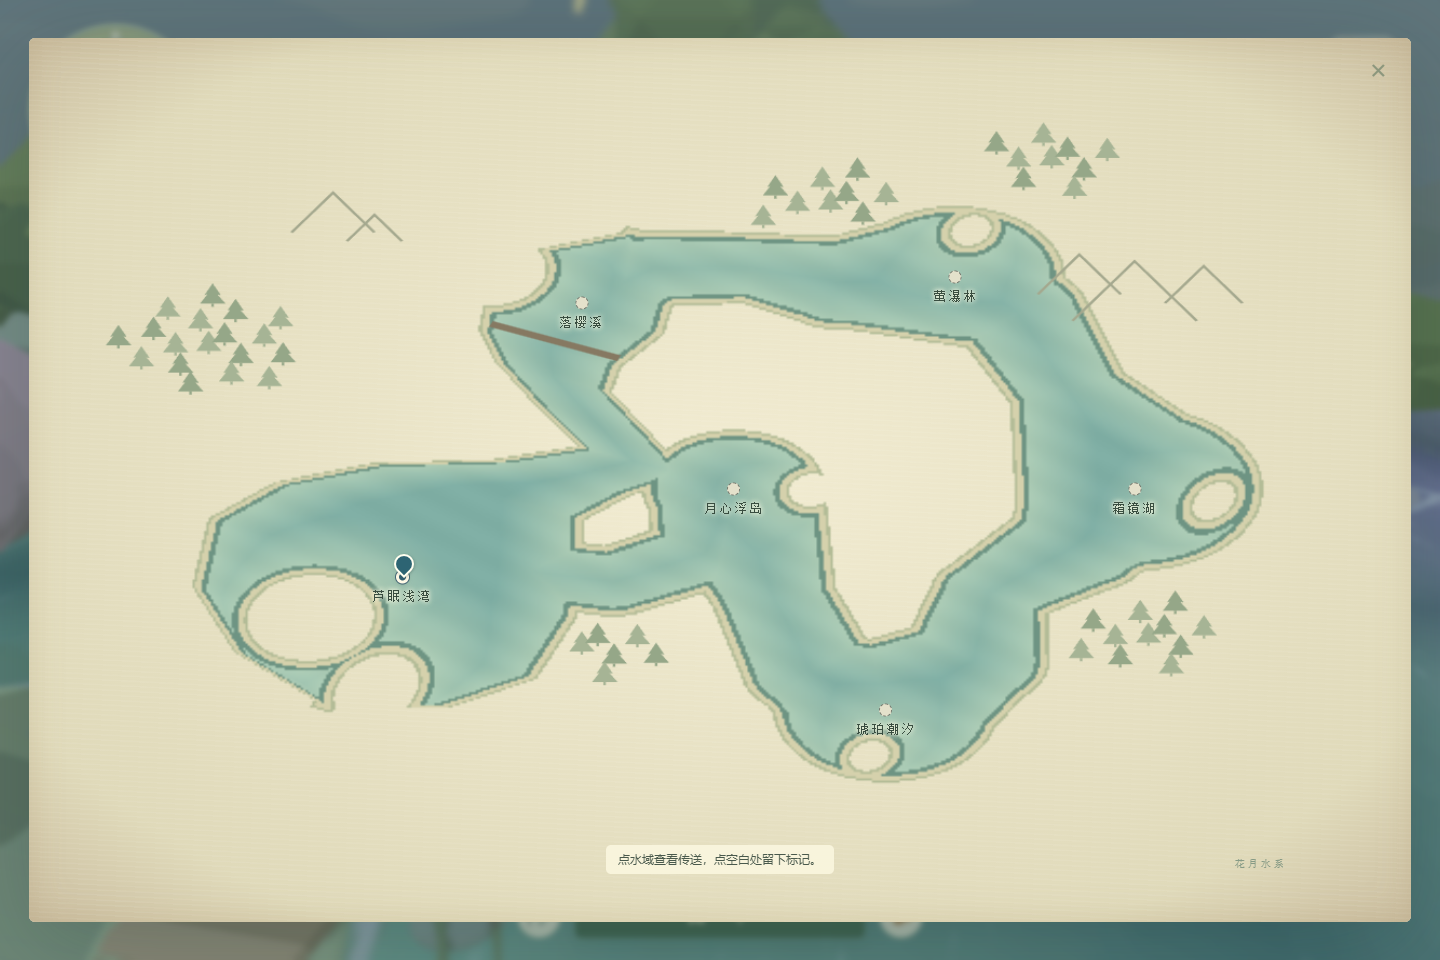 萤瀑林
落樱溪
月心浮岛
霜镜湖
芦眠浅湾
琥珀潮汐
点水域查看传送，点空白处留下标记。
花月水系